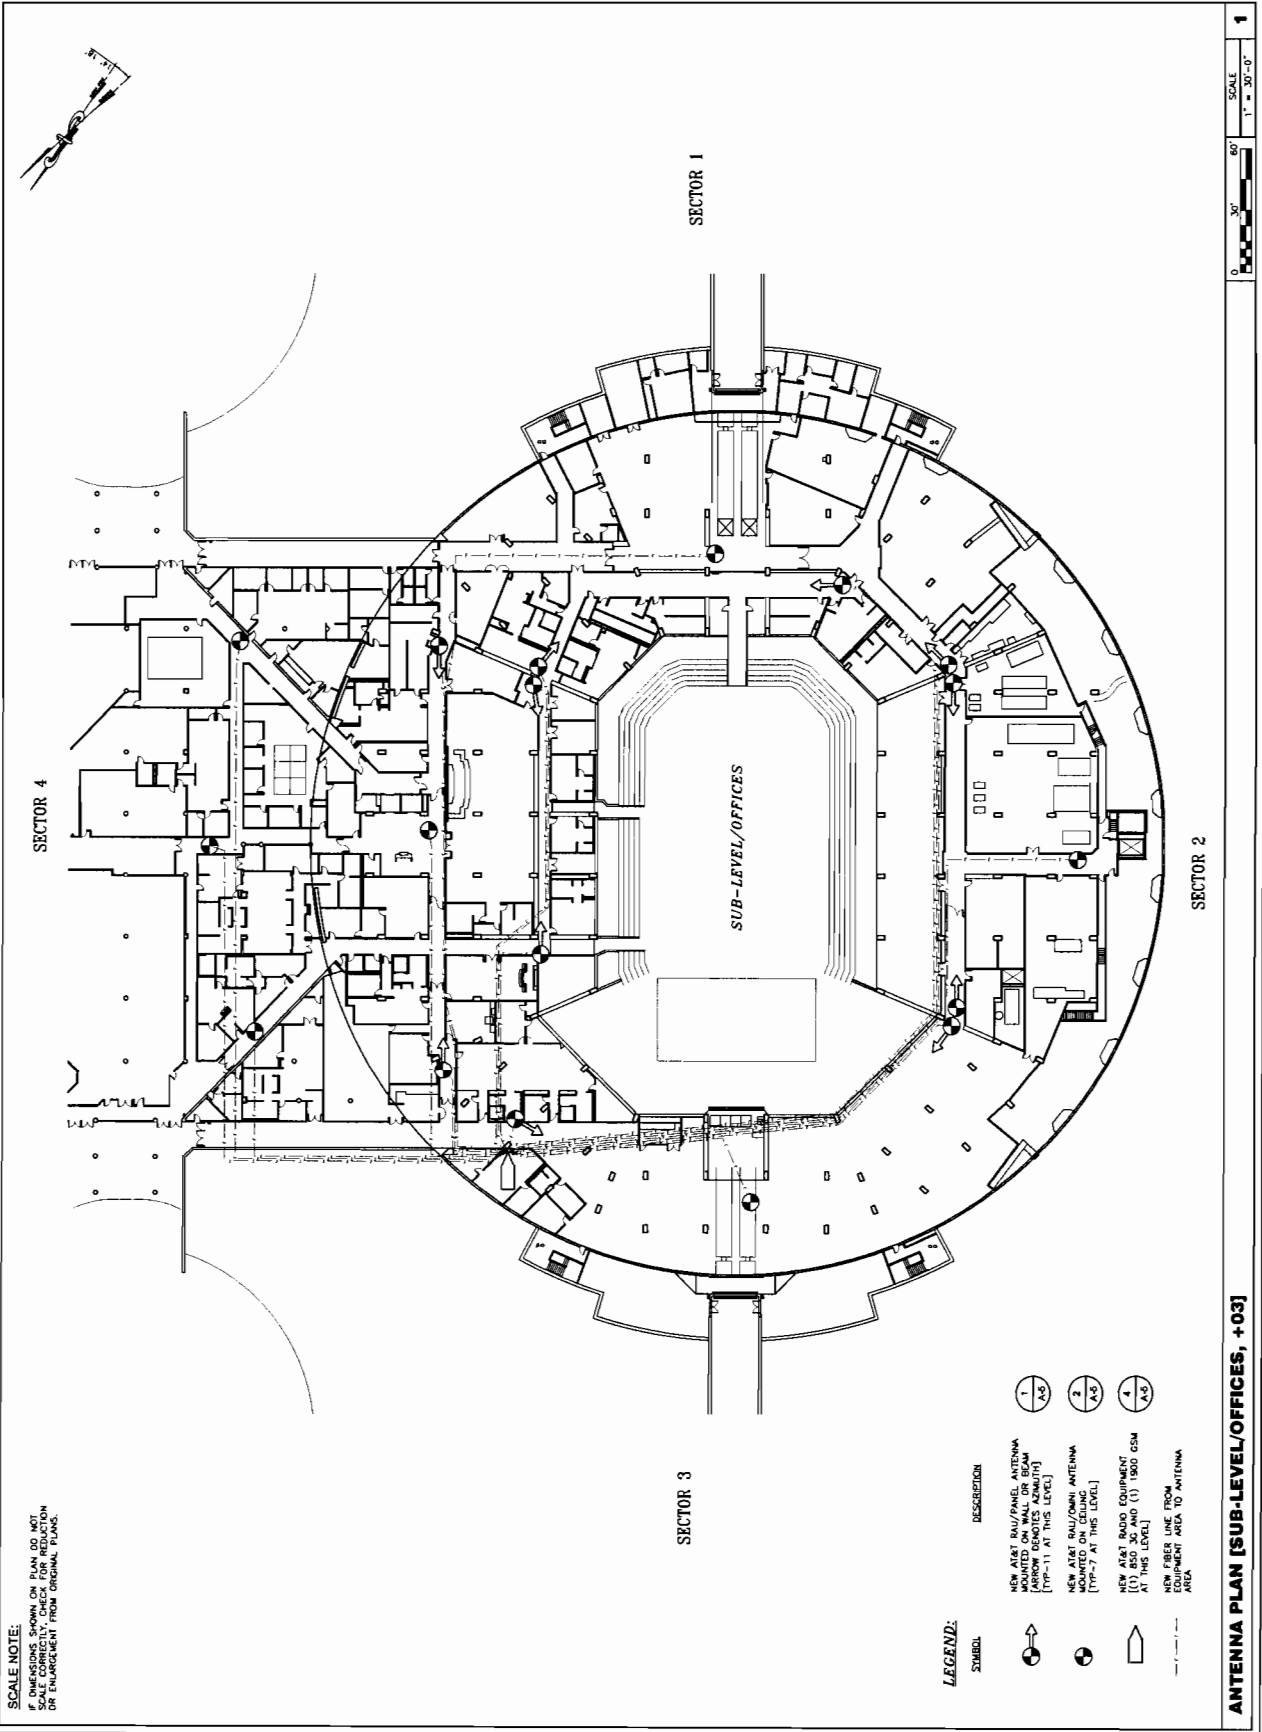 SCALE NOTE:
IF DIMENSIONS SHOWN ON PLAN DO NOT
SCALE CORRECTLY, CHECK FOR REDUCTION
OR ENLARGEMENT FROM ORIGINAL PLANS.
SECTOR 4
SECTOR 3
SECTOR 1
SECTOR 2
SUB-LEVEL/OFFICES
LEGEND:
SYMBOL
DESCRIPTION
NEW AT&T RAU/PANEL ANTENNA
MOUNTED ON WALL OR BEAM
[ARROW DENOTES AZIMUTH]
[TYP-11 AT THIS LEVEL]
1
A-5
NEW AT&T RAU/OMNI ANTENNA
MOUNTED ON CEILING
[TYP-7 AT THIS LEVEL]
2
A-5
NEW AT&T RADIO EQUIPMENT
[(1) 850 3G AND (1) 1900 GSM
AT THIS LEVEL]
4
A-5
NEW FIBER LINE FROM
EQUIPMENT AREA TO ANTENNA
AREA
ANTENNA PLAN [SUB-LEVEL/OFFICES, +03]
0 30' 60'
SCALE
1" = 30'-0"
1